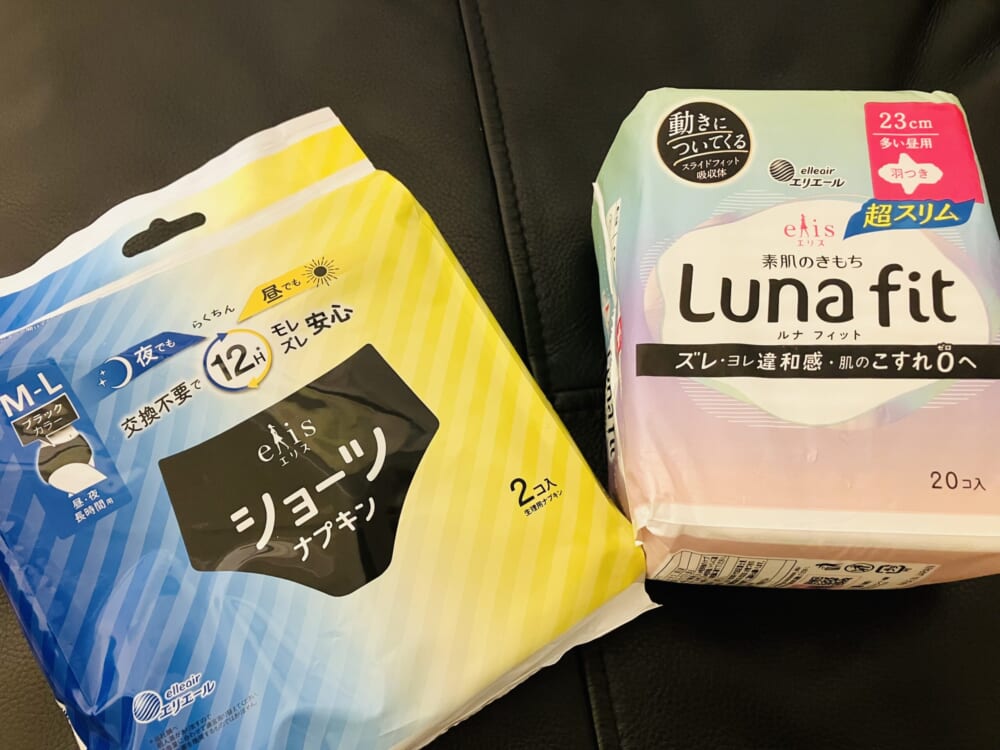 らくちん
夜でも
昼でも
交換不要で
12H
モレ
ズレ
安心
M-L
ブラック
カラー
昼・夜
長時間用
elis
エリス
ショーツ
ナプキン
2コ入
生理用ナプキン
elleair
エリエール
動きに
ついてくる
スライドフィット
吸収体
elleair
エリエール
23cm
多い昼用
羽つき
超スリム
elis
エリス
素肌のきもち
Luna fit
ルナ フィット
ズレ・ヨレ 違和感・肌のこすれ0へ
ゼロ
20コ入